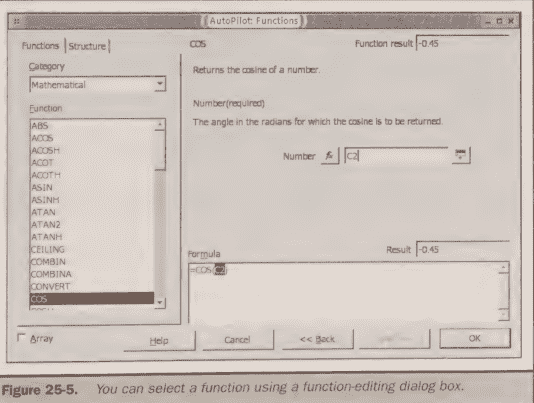 AutoPilot: Functions
Functions Structure
COS
Function result -0.45
Category
Mathematical
Returns the cosine of a number.
Function
Number(required)
The angle in the radians for which the cosine is to be returned.
Number fx C2
ABS
ACOS
ACOSH
ACOT
ACOTH
ASIN
ASINH
ATAN
ATAN2
ATANH
CEILING
COMBIN
COMBINA
CONVERT
COS
Formula
Result -0.45
=COS(C2)
Array
Help
Cancel
<< Back
OK
Figure 25-5. You can select a function using a function-editing dialog box.